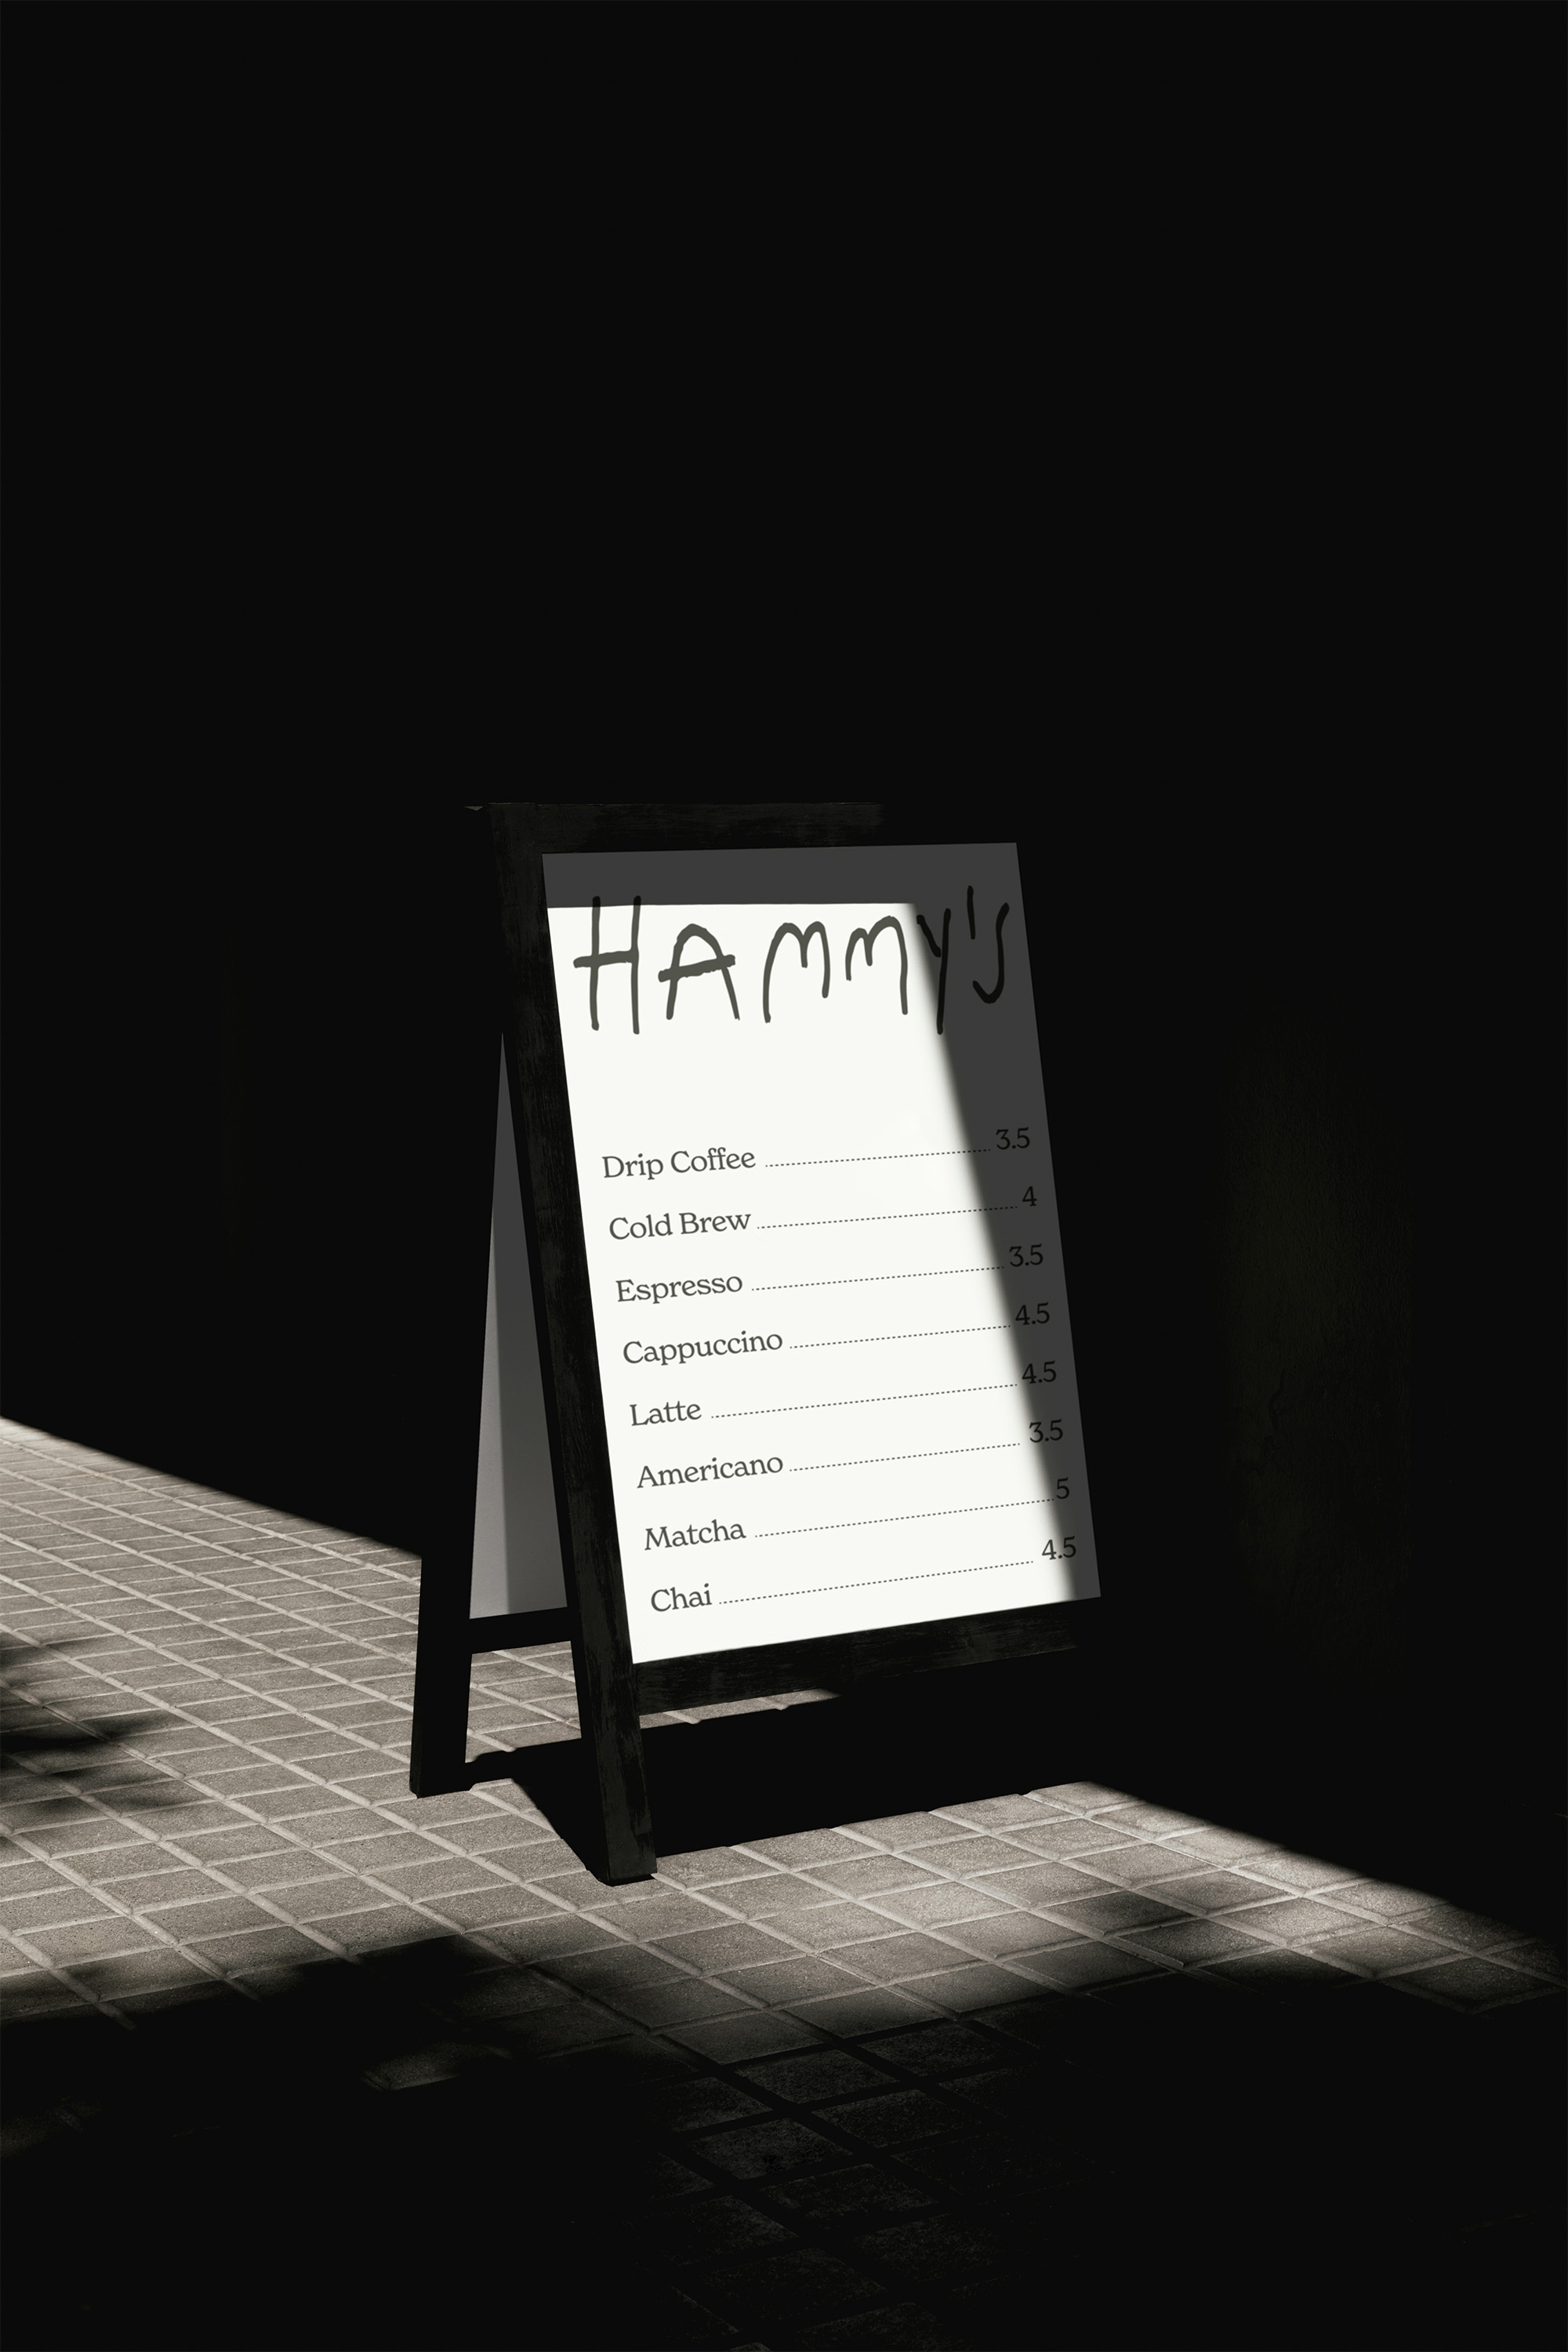 HAMMY'S
Drip Coffee 3.5
Cold Brew 4
Espresso 3.5
Cappuccino 4.5
Latte 4.5
Americano 3.5
Matcha 5
Chai 4.5